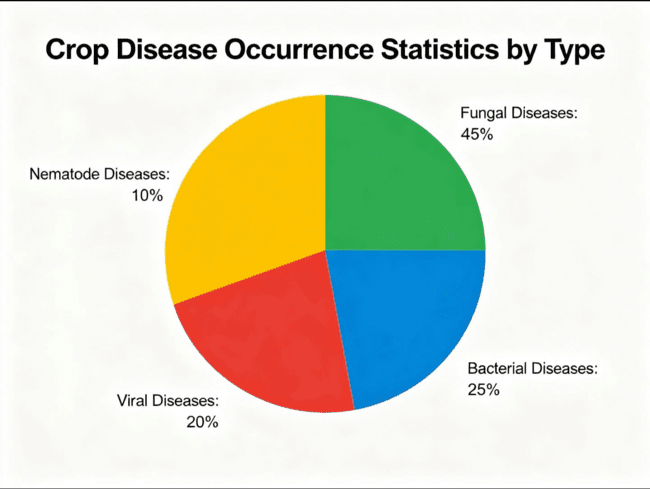 Crop Disease Occurrence Statistics by Type
Fungal Diseases:
45%
Nematode Diseases:
10%
Bacterial Diseases:
25%
Viral Diseases:
20%